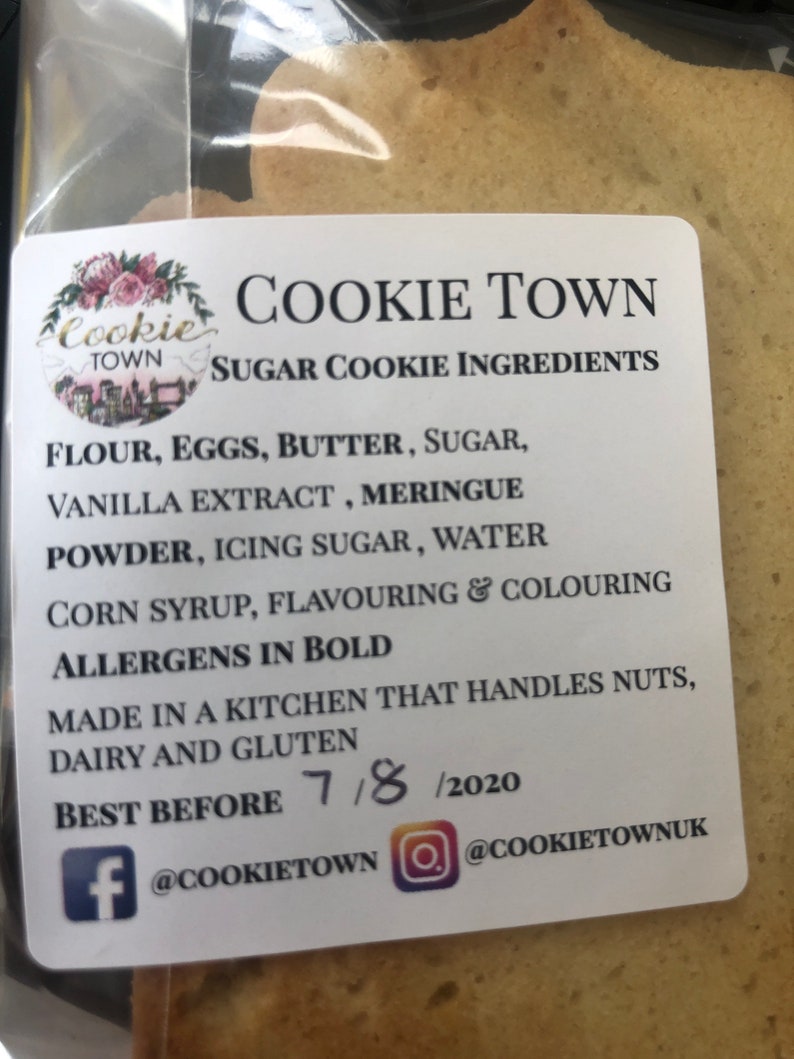 Cookie
TOWN
COOKIE TOWN
SUGAR COOKIE INGREDIENTS
FLOUR, EGGS, BUTTER, SUGAR,
VANILLA EXTRACT , MERINGUE
POWDER, ICING SUGAR , WATER
CORN SYRUP, FLAVOURING & COLOURING
ALLERGENS IN BOLD
MADE IN A KITCHEN THAT HANDLES NUTS,
DAIRY AND GLUTEN
BEST BEFORE 7 /8 /2020
@COOKIETOWN @COOKIETOWNUK